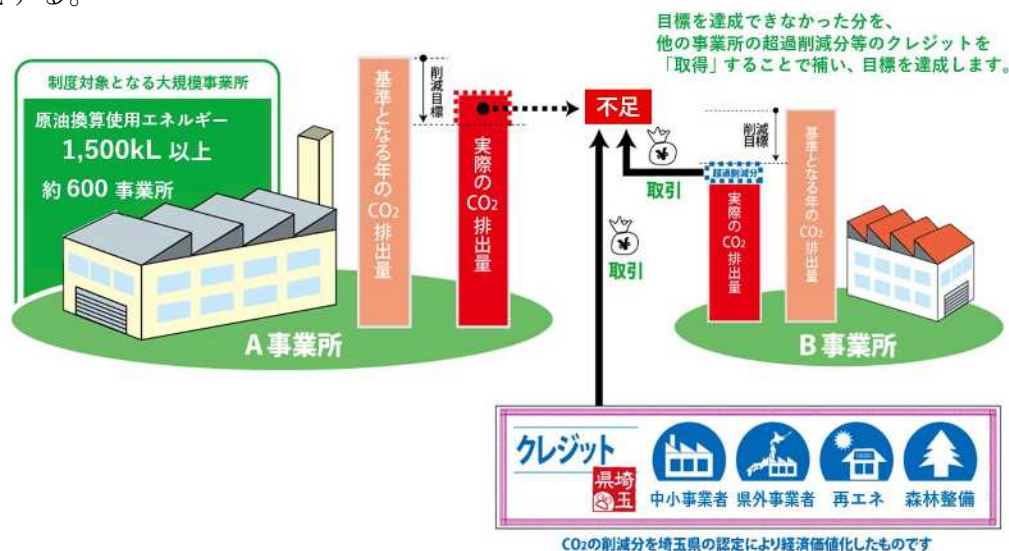 する。
目標を達成できなかった分を、
他の事業所の超過削減分等のクレジットを
「取得」することで補い、目標を達成します。
制度対象となる大規模事業所
原油換算使用エネルギー
1,500kL 以上
約 600 事業所
基準となる年のCO2排出量
削減目標
実際のCO2排出量
不足
取引
取引
超過削減分
実際のCO2排出量
削減目標
基準となる年のCO2排出量
A事業所
B事業所
クレジット
埼玉県
中小事業者 県外事業者 再エネ 森林整備
CO2の削減分を埼玉県の認定により経済価値化したものです